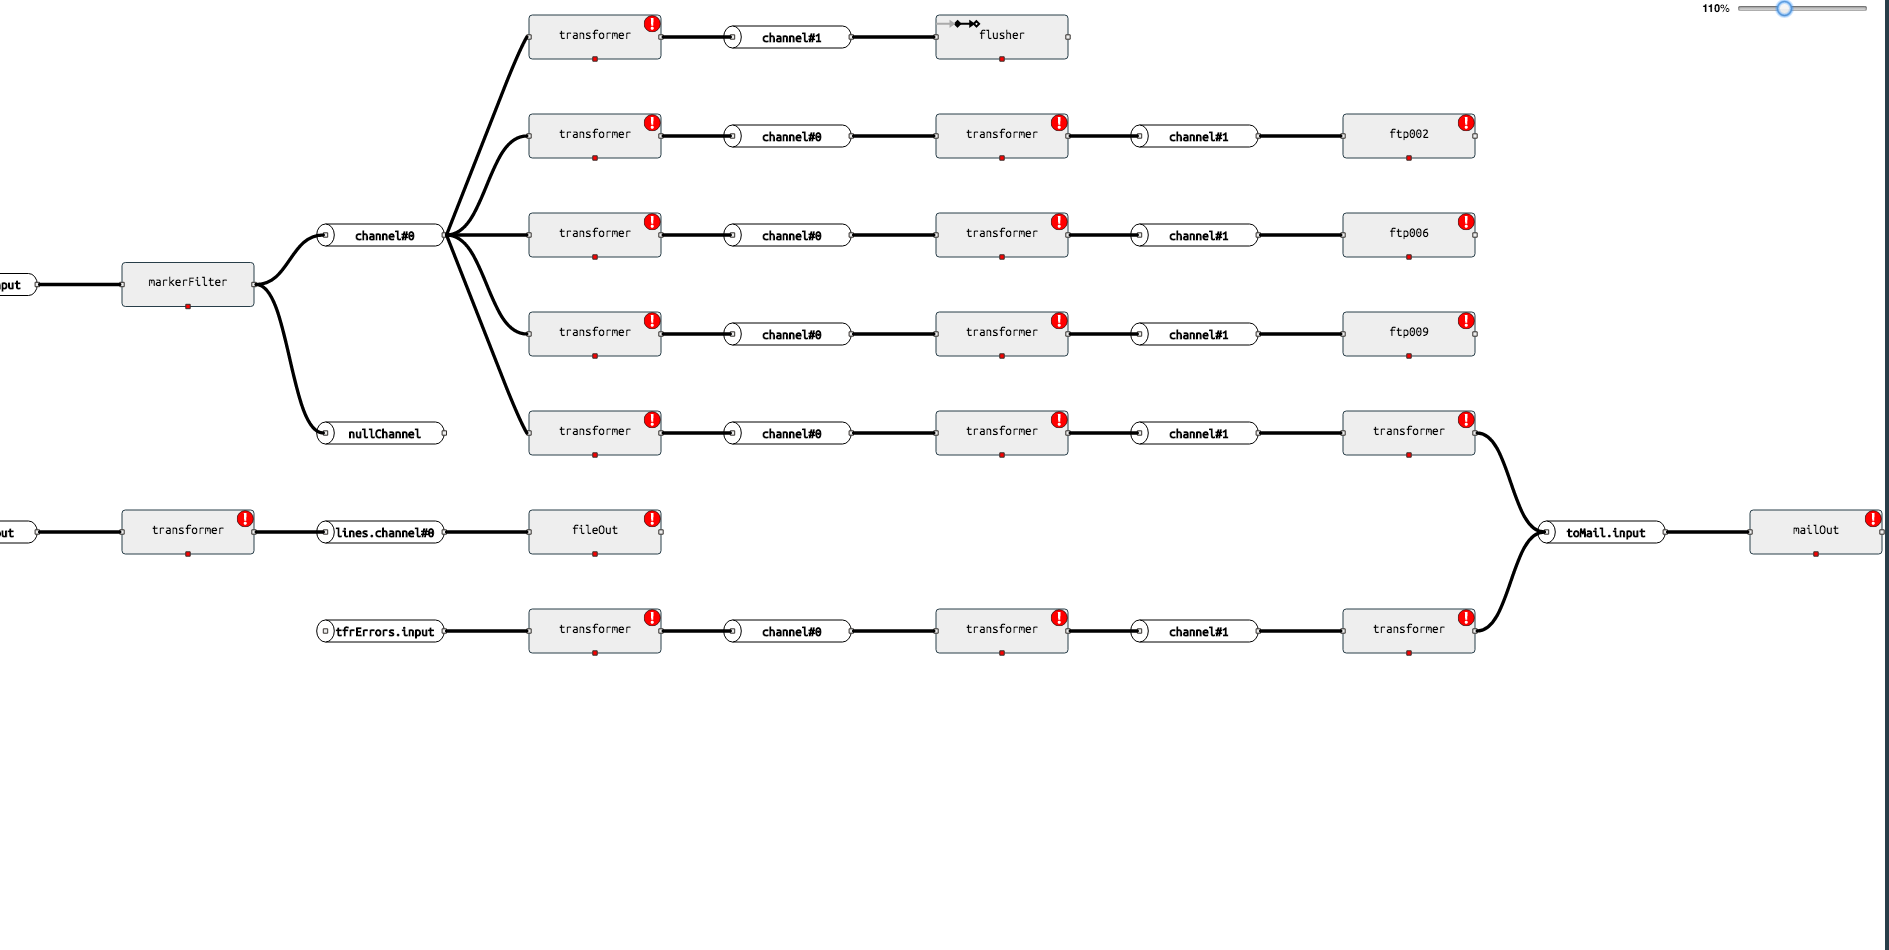 110%
transformer
channel#1
flusher
transformer
channel#0
transformer
channel#1
ftp002
channel#0
transformer
channel#0
transformer
channel#1
ftp006
put
markerFilter
transformer
channel#0
transformer
channel#1
ftp009
nullChannel
transformer
channel#0
transformer
channel#1
transformer
ut
transformer
lines.channel#0
fileOut
toMail.input
mailOut
tfrErrors.input
transformer
channel#0
transformer
channel#1
transformer